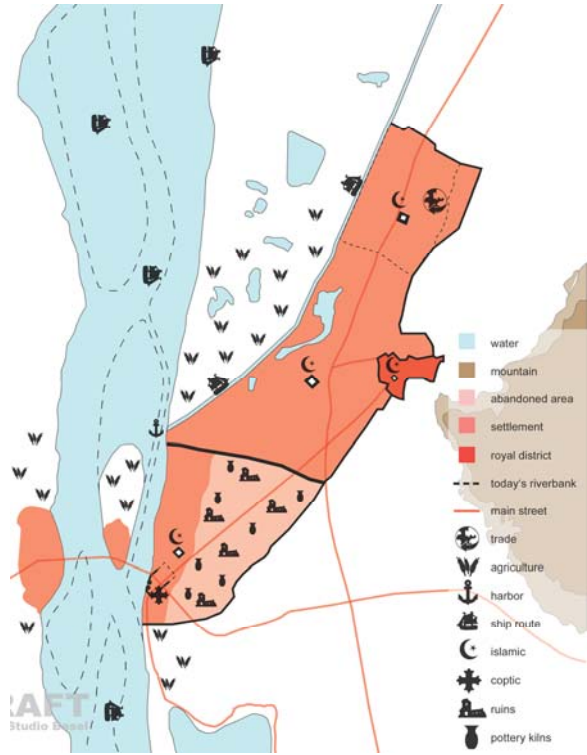 water
mountain
abandoned area
settlement
royal district
today's riverbank
main street
trade
agriculture
harbor
ship route
islamic
coptic
ruins
pottery kilns
RAFT
Studio Basel